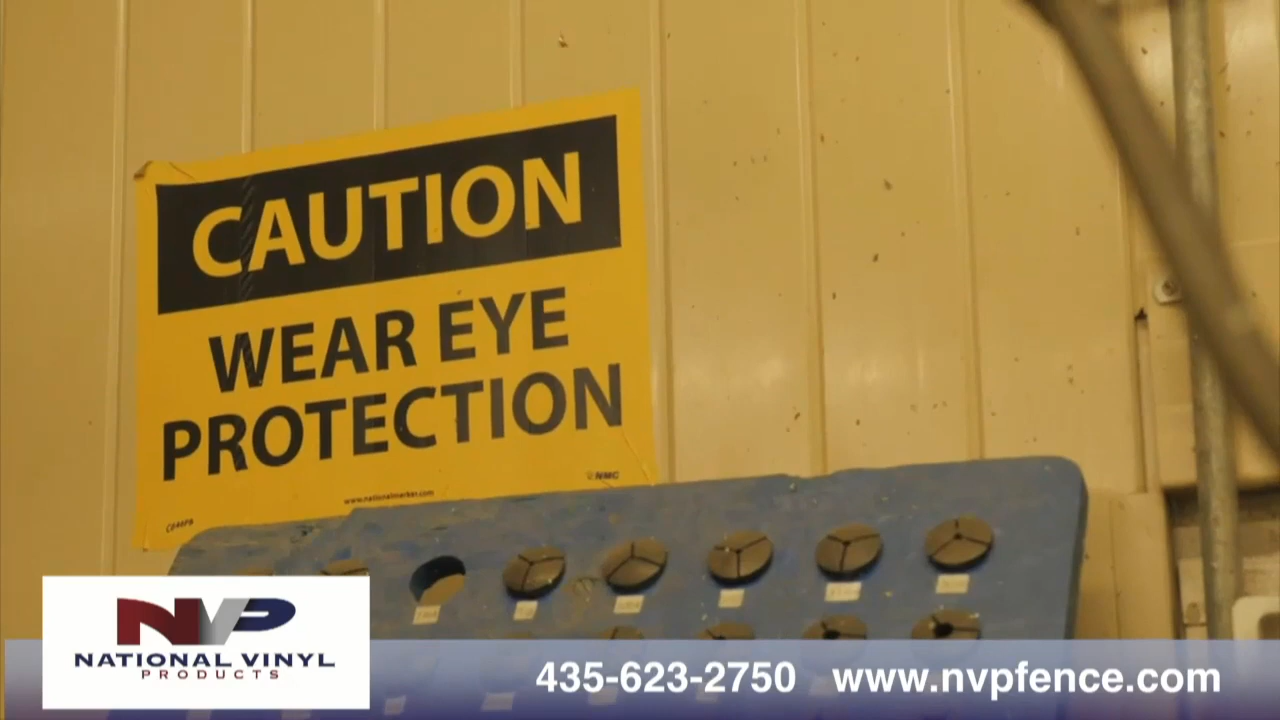 CAUTION
WEAR EYE
PROTECTION
NMC
www.nationalmarker.com
NVP
NATIONAL VINYL
PRODUCTS
435-623-2750 www.nvpfence.com